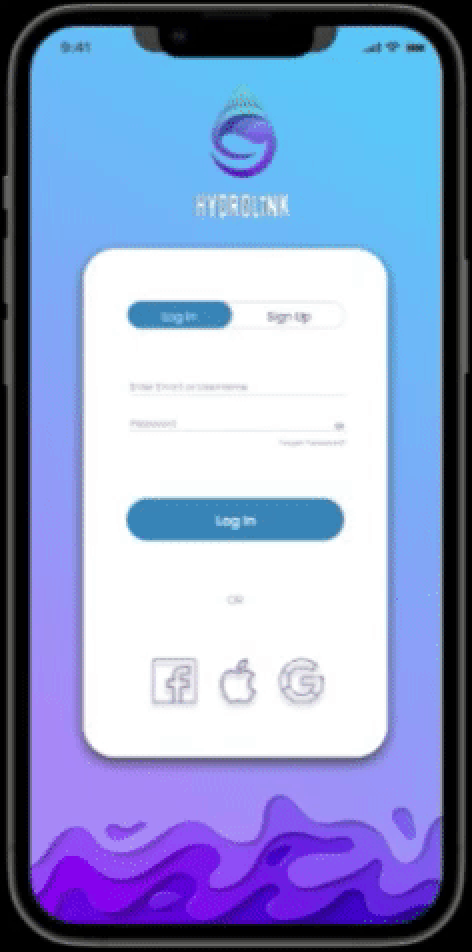 9:41
HYDROLINK
Log In Sign Up
Enter Email or Username
Password
Forgot Password?
Log In
OR